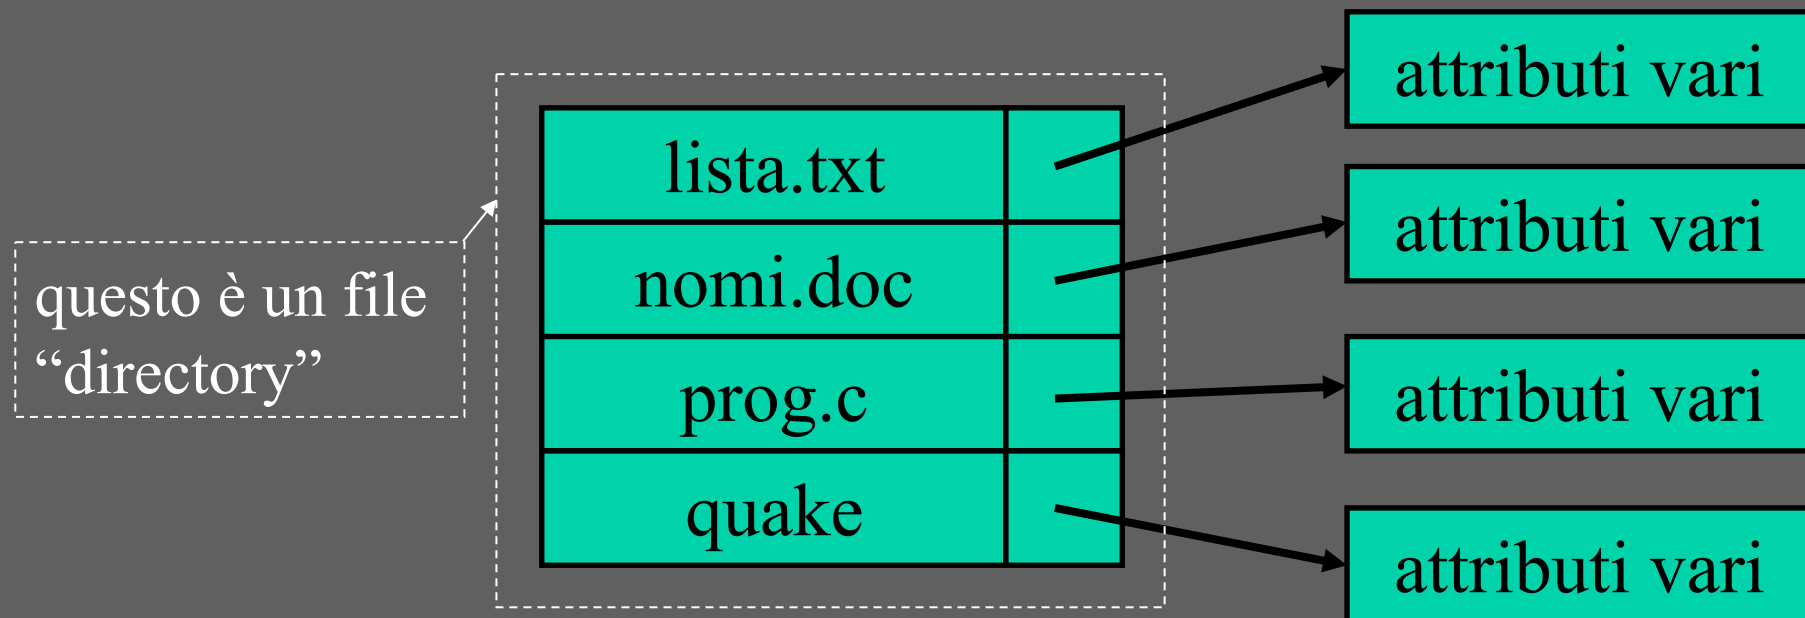 questo è un file
“directory”
lista.txt
nomi.doc
prog.c
quake
attributi vari
attributi vari
attributi vari
attributi vari